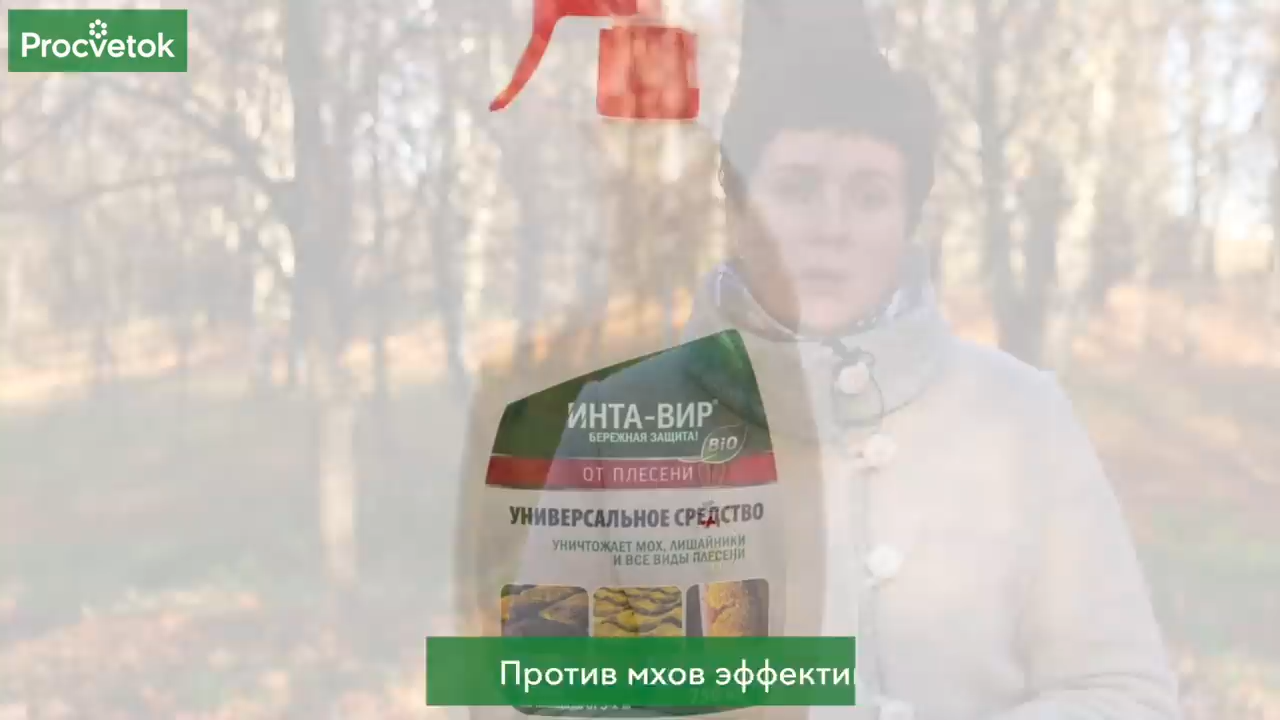 Procvetok
ИНТА-ВИР®
БЕРЕЖНАЯ ЗАЩИТА!
BiO
ОТ ПЛЕСЕНИ
УНИВЕРСАЛЬНОЕ СРЕДСТВО
УНИЧТОЖАЕТ МОХ, ЛИШАЙНИКИ
И ВСЕ ВИДЫ ПЛЕСЕНИ
Против мхов эффекти